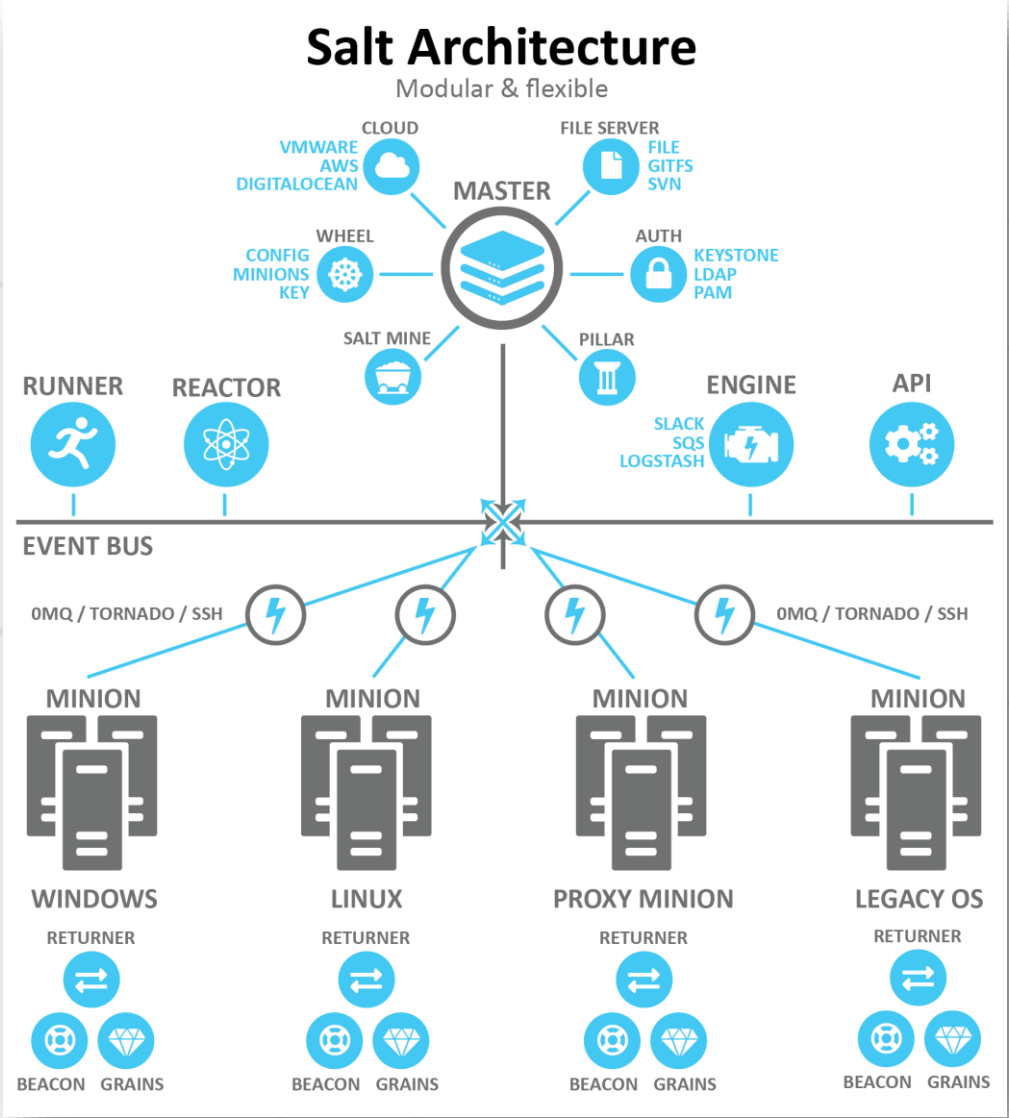 Salt Architecture
Modular & flexible
CLOUD
VMWARE
AWS
DIGITALOCEAN
FILE SERVER
FILE
GITFS
SVN
MASTER
WHEEL
CONFIG
MINIONS
KEY
AUTH
KEYSTONE
LDAP
PAM
SALT MINE
PILLAR
RUNNER
REACTOR
ENGINE
SLACK
SQS
LOGSTASH
API
EVENT BUS
0MQ / TORNADO / SSH
0MQ / TORNADO / SSH
MINION
MINION
MINION
MINION
WINDOWS
LINUX
PROXY MINION
LEGACY OS
RETURNER
RETURNER
RETURNER
RETURNER
BEACON GRAINS
BEACON GRAINS
BEACON GRAINS
BEACON GRAINS